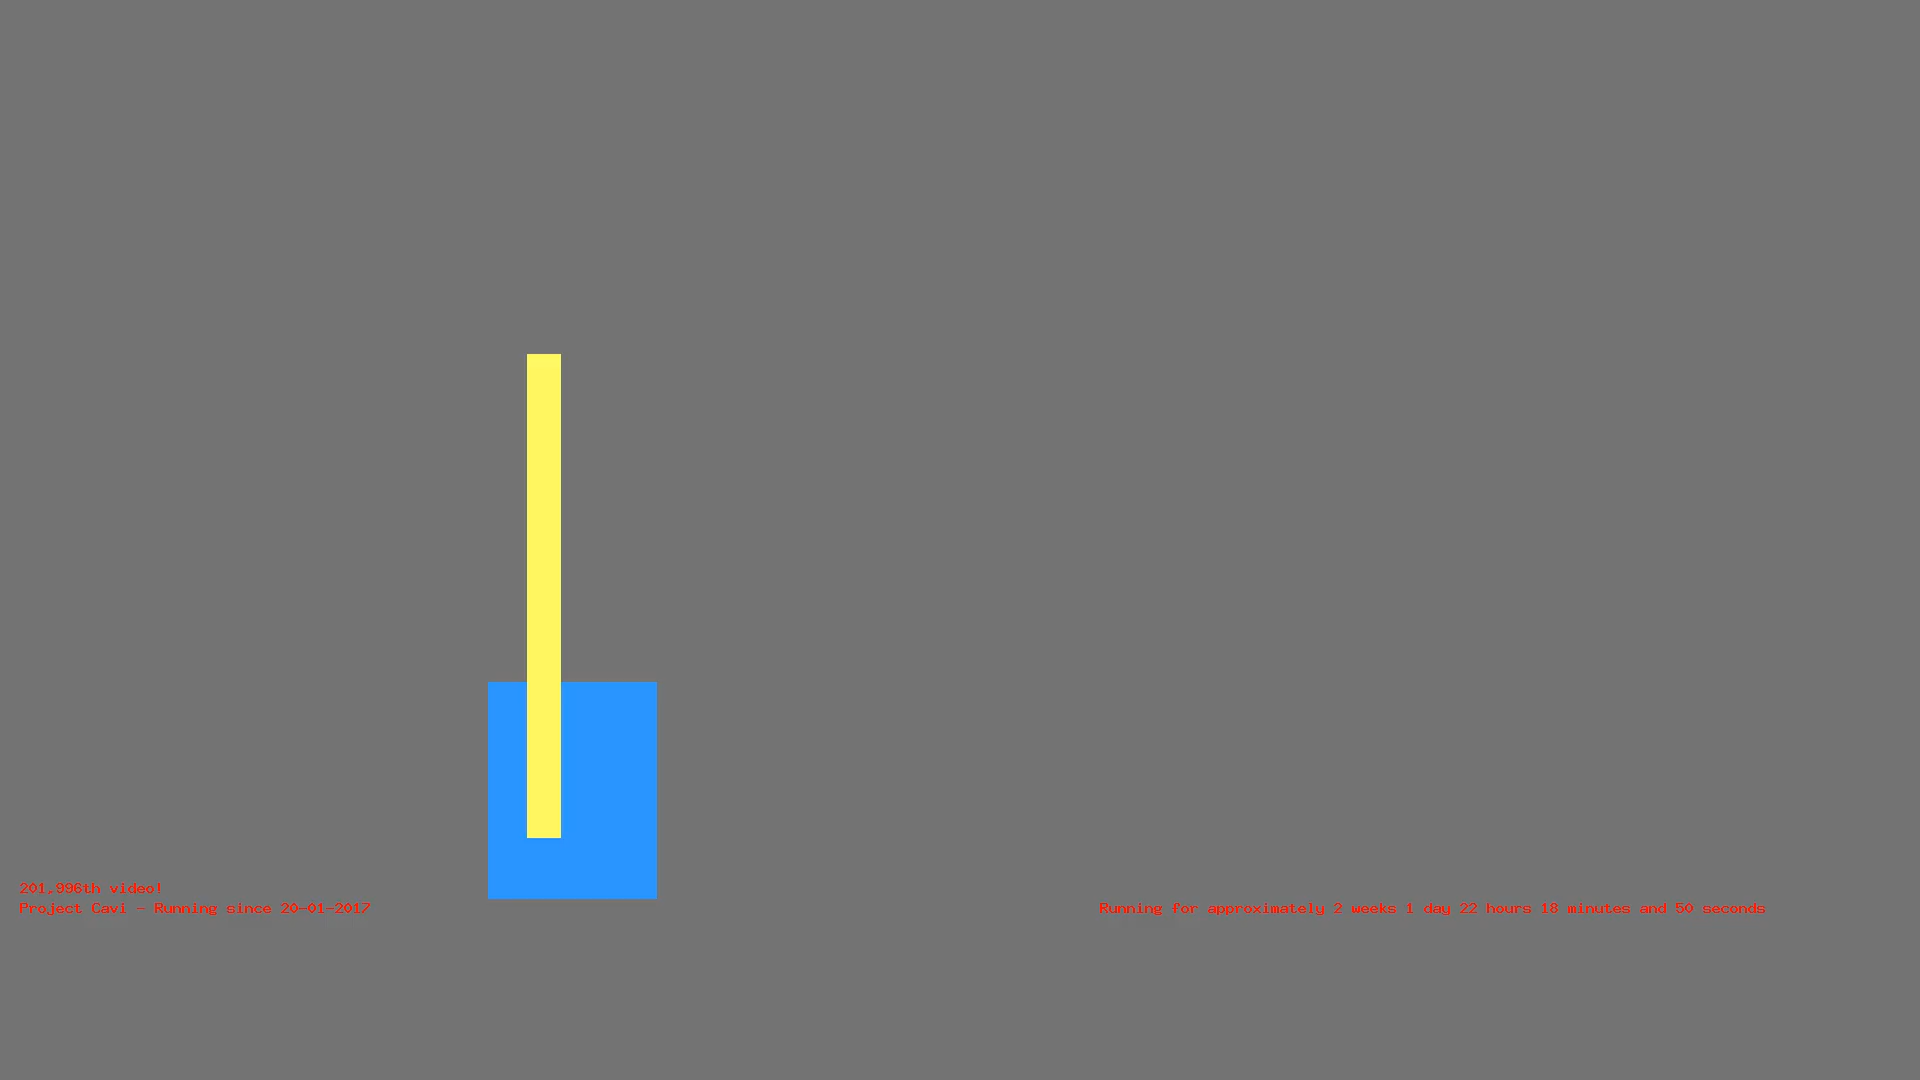 201,996th video!
Project Cavi - Running since 20-01-2017
Running for approximately 2 weeks 1 day 22 hours 18 minutes and 50 seconds